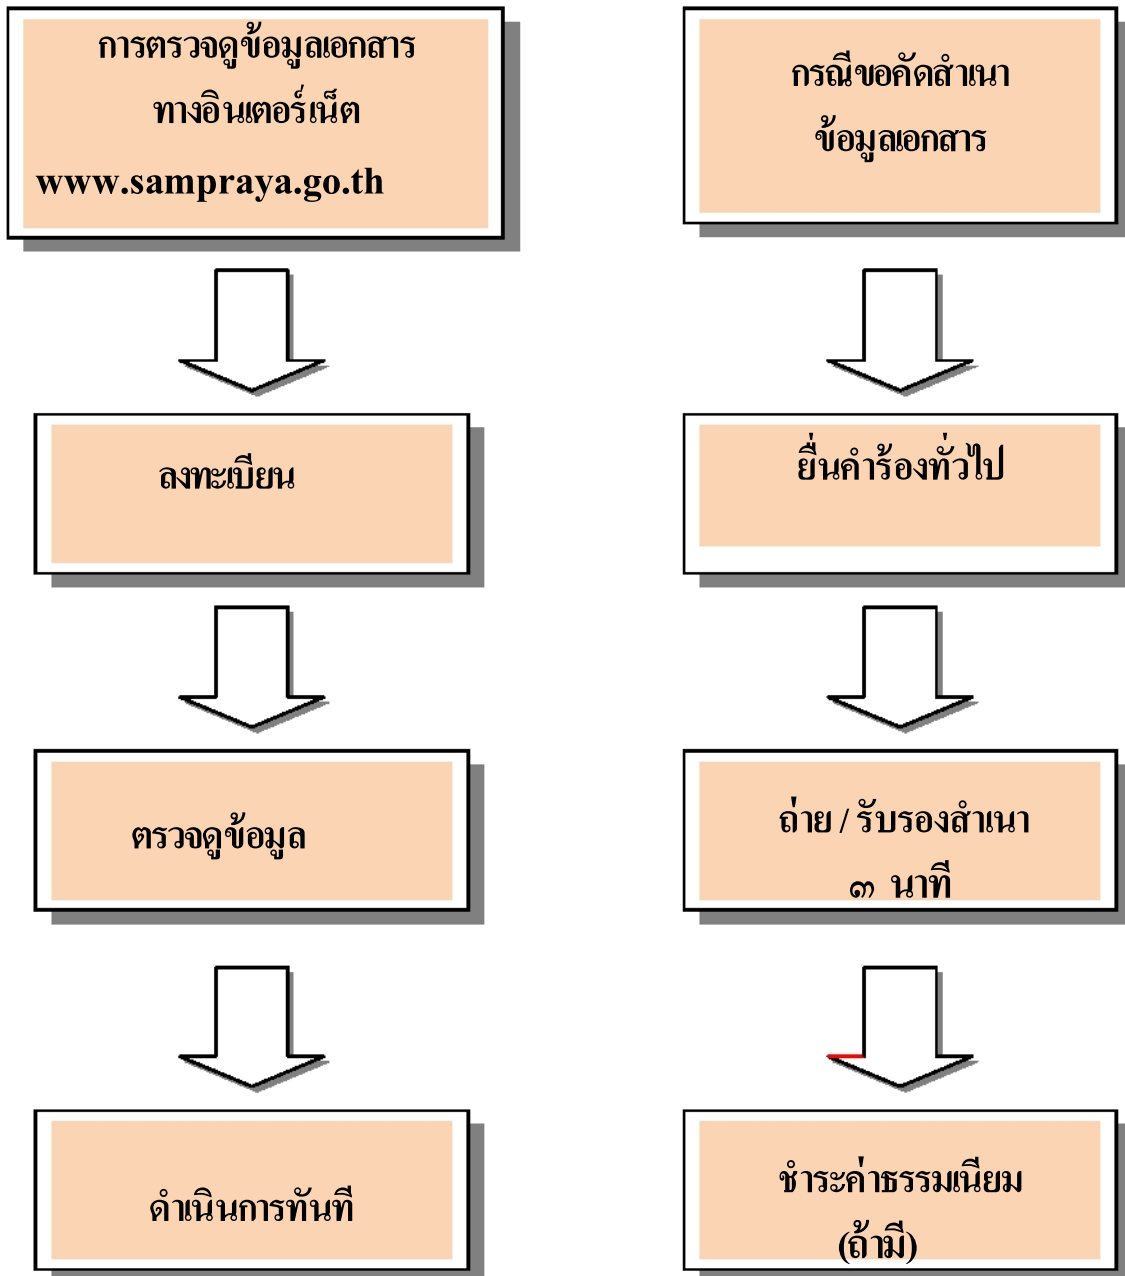 การตรวจดูข้อมูลเอกสาร
ทางอินเตอร์เน็ต
www.sampraya.go.th
ลงทะเบียน
ตรวจดูข้อมูล
ดำเนินการทันที
กรณีขอคัดสำเนา
ข้อมูลเอกสาร
ยื่นคำร้องทั่วไป
ถ่าย / รับรองสำเนา
๓ นาที
ชำระค่าธรรมเนียม
(ถ้ามี)